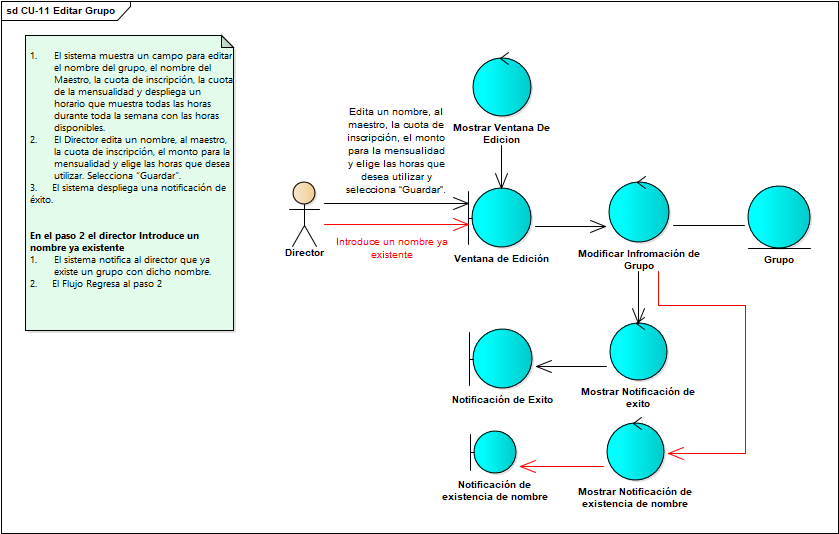 sd CU-11 Editar Grupo
1. El sistema muestra un campo para editar
el nombre del grupo, el nombre del
Maestro, la cuota de inscripción, la cuota
de la mensualidad y despliega un
horario que muestra todas las horas
durante toda la semana con las horas
disponibles.
2. El Director edita un nombre, al maestro,
la cuota de inscripción, el monto para la
mensualidad y elige las horas que desea
utilizar. Selecciona “Guardar”.
3. El sistema despliega una notificación de
éxito.
En el paso 2 el director Introduce un
nombre ya existente
1. El sistema notifica al director que ya
existe un grupo con dicho nombre.
2. El Flujo Regresa al paso 2
Mostrar Ventana De
Edicion
Edita un nombre, al
maestro, la cuota de
inscripción, el monto
para la mensualidad
y elige las horas que
desea utilizar y
selecciona “Guardar”.
Director
Introduce un nombre ya
existente
Ventana de Edición
Modificar Infromación de
Grupo
Grupo
Notificación de Exito
Mostrar Notificación de
exito
Notificación de
existencia de nombre
Mostrar Notificación de
existencia de nombre